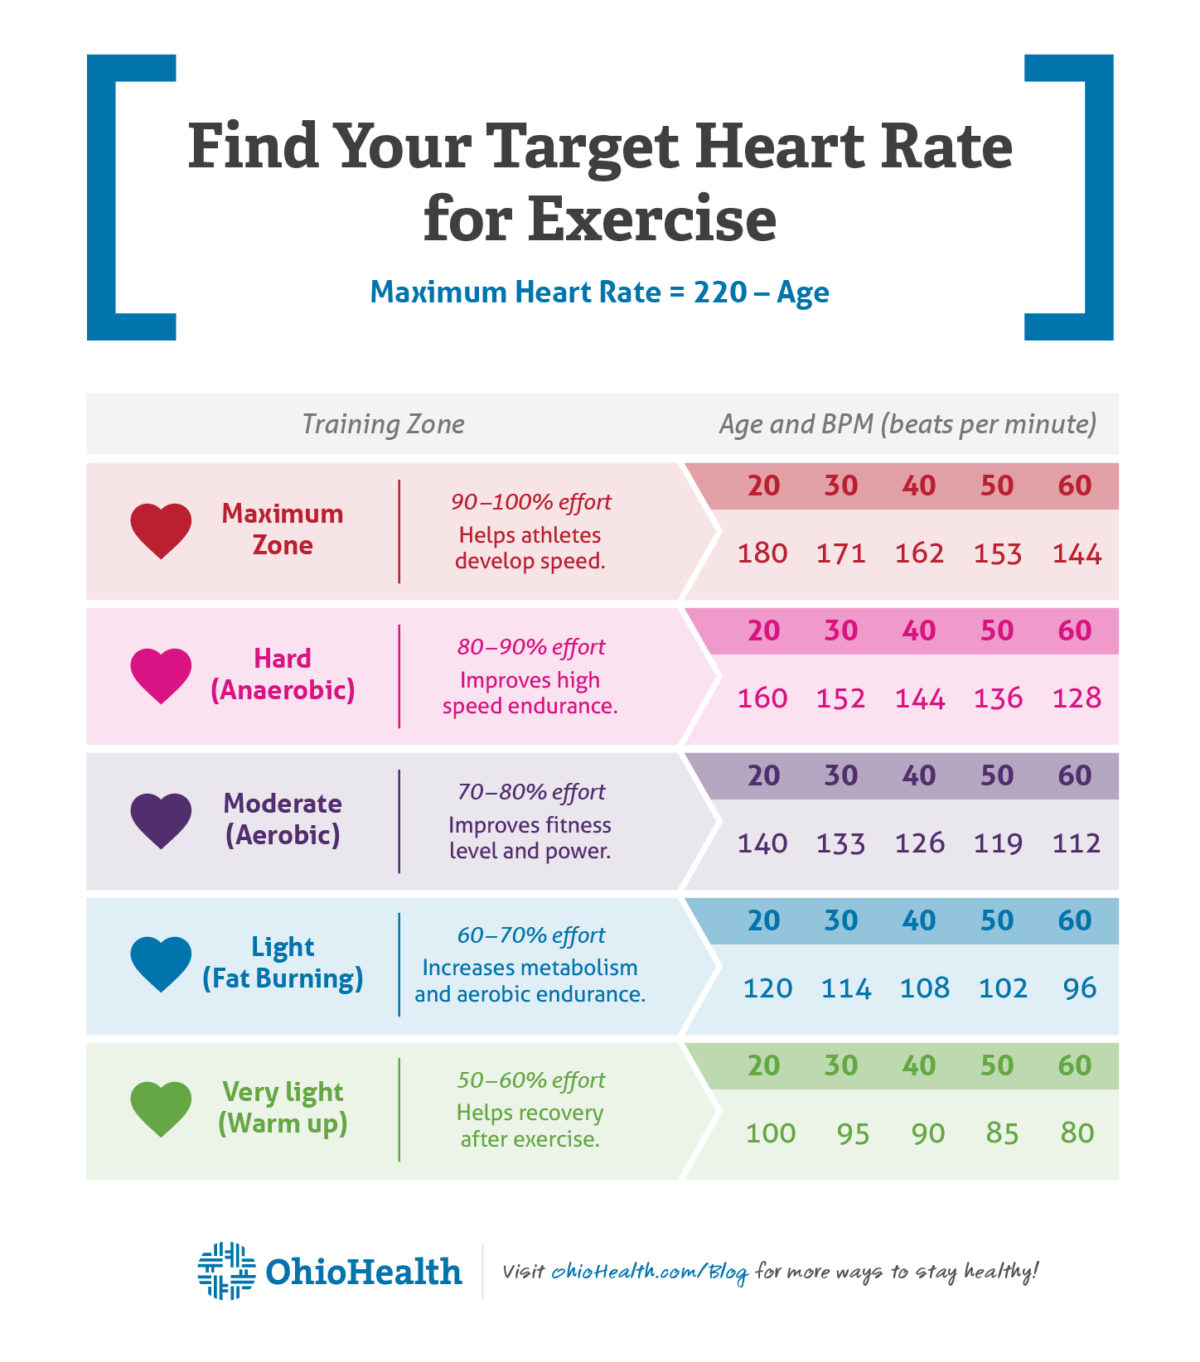 Find Your Target Heart Rate
for Exercise
Maximum Heart Rate = 220 – Age
Training Zone
Age and BPM (beats per minute)
Maximum
Zone
90–100% effort
Helps athletes
develop speed.
20 30 40 50 60
180 171 162 153 144
Hard
(Anaerobic)
80–90% effort
Improves high
speed endurance.
20 30 40 50 60
160 152 144 136 128
Moderate
(Aerobic)
70–80% effort
Improves fitness
level and power.
20 30 40 50 60
140 133 126 119 112
Light
(Fat Burning)
60–70% effort
Increases metabolism
and aerobic endurance.
20 30 40 50 60
120 114 108 102 96
Very light
(Warm up)
50–60% effort
Helps recovery
after exercise.
20 30 40 50 60
100 95 90 85 80
OhioHealth
Visit OhioHealth.com/Blog for more ways to stay healthy!